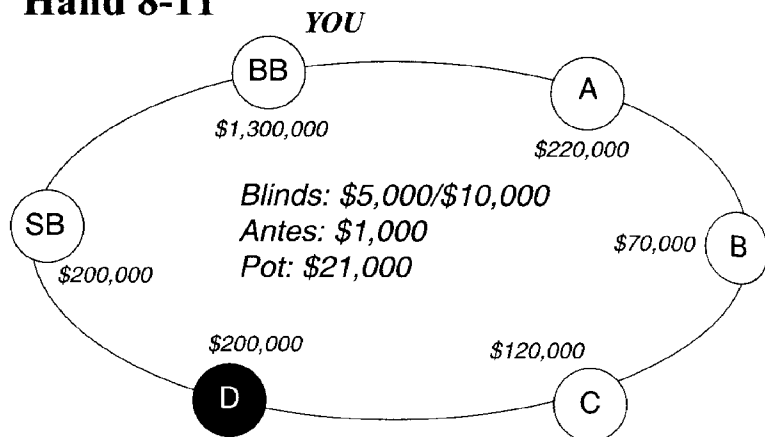 Hand 8-11
YOU
BB
$1,300,000
A
$220,000
SB
$200,000
Blinds: $5,000/$10,000
Antes: $1,000
Pot: $21,000
$70,000
B
$200,000
D
$120,000
C